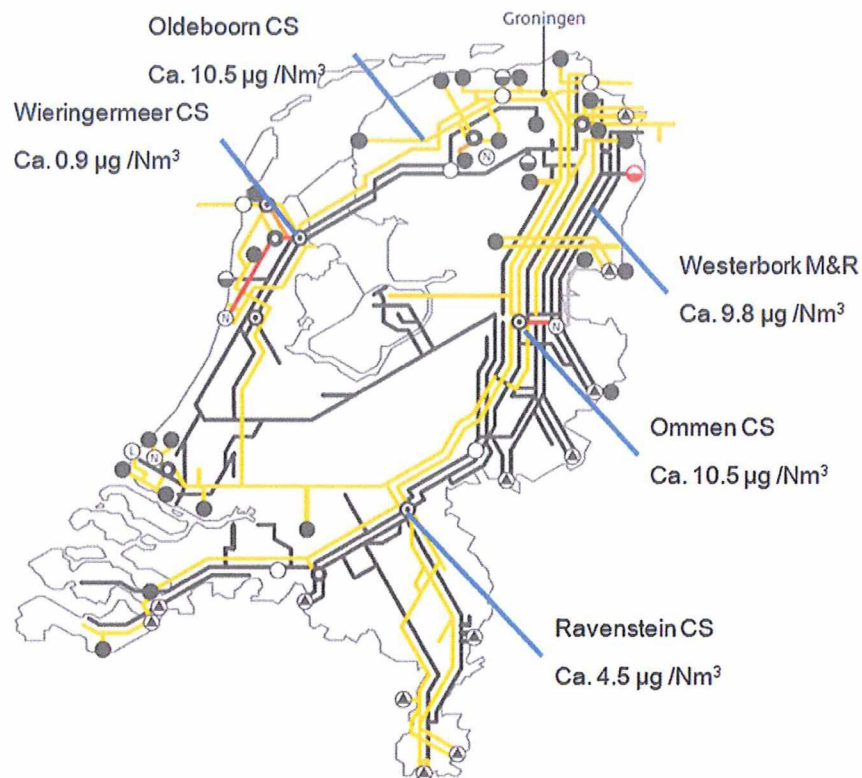 Groningen
Oldeboorn CS
Ca. 10.5 µg /Nm³
Wieringermeer CS
Ca. 0.9 µg /Nm³
N
Westerbork M&R
Ca. 9.8 µg /Nm³
N
N
Ommen CS
Ca. 10.5 µg /Nm³
L
N
Ravenstein CS
Ca. 4.5 µg /Nm³